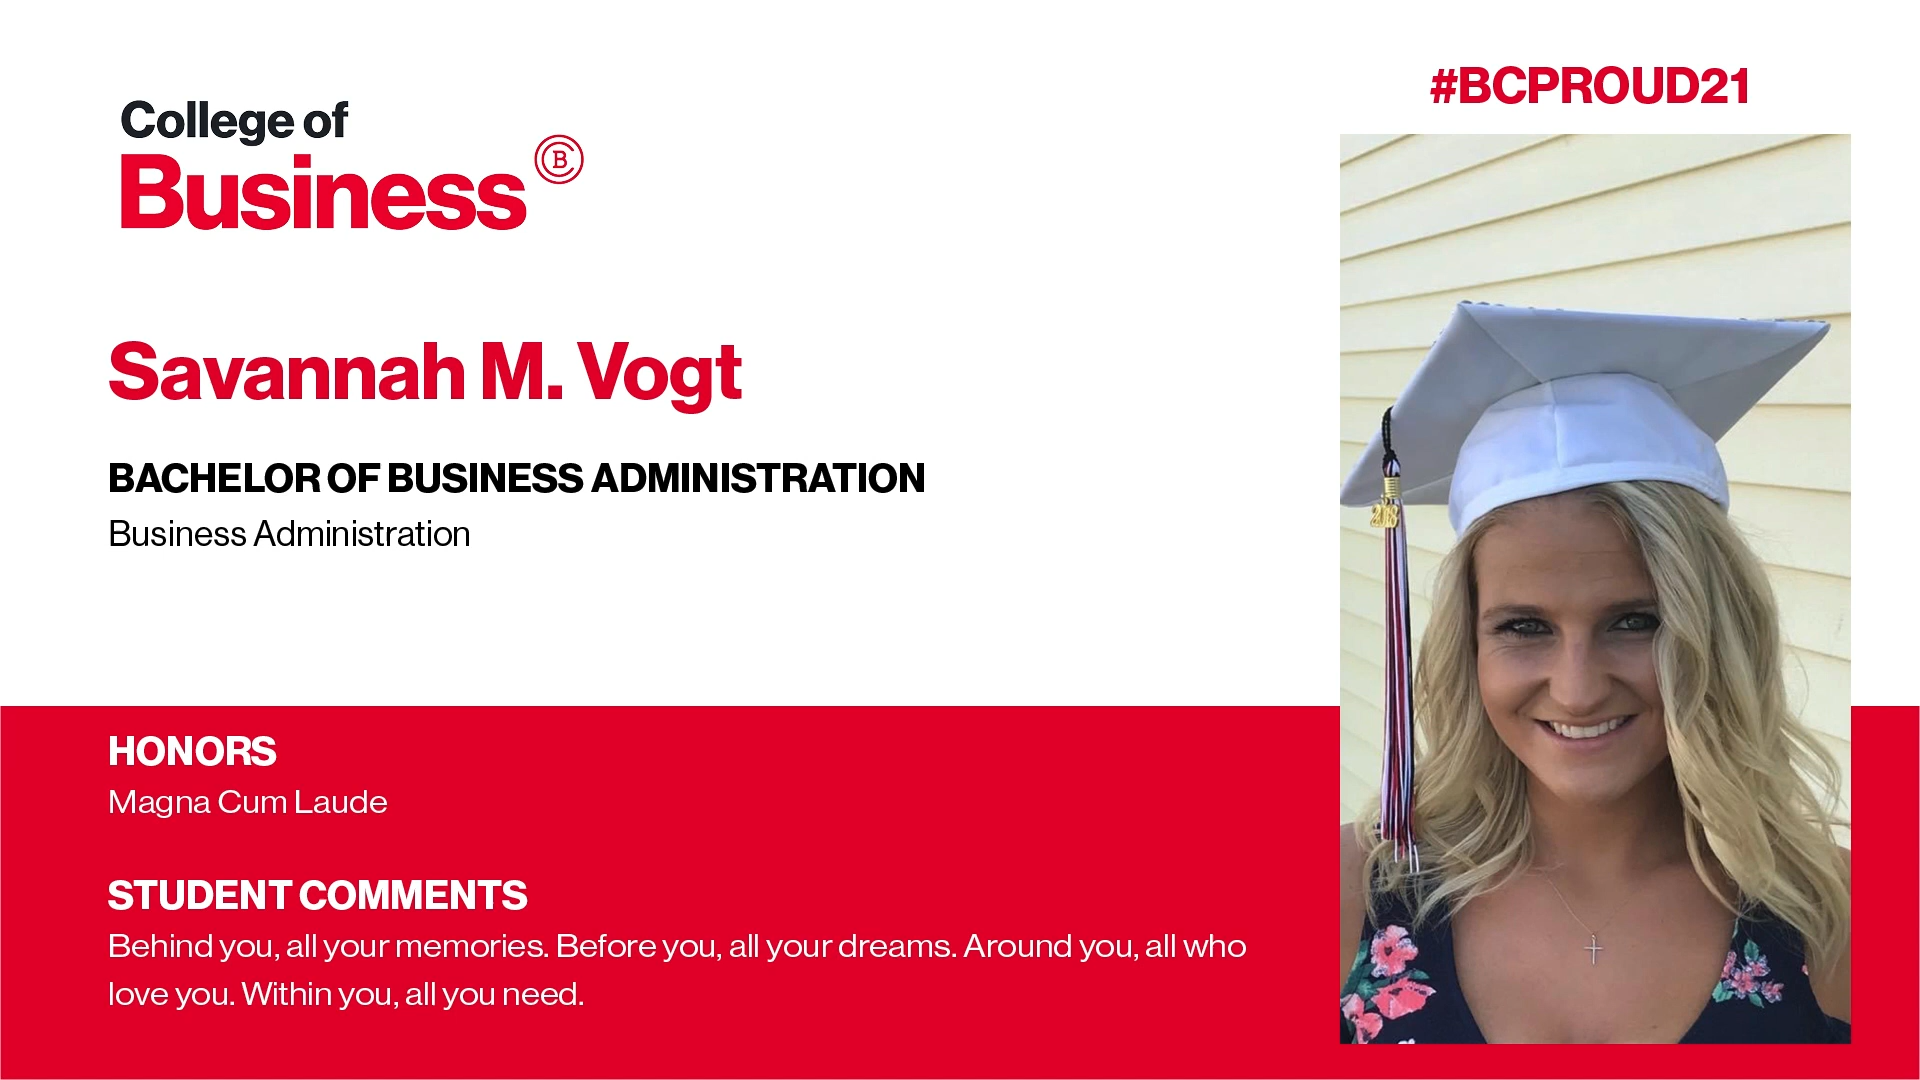 #BCPROUD21
College of
Business
B
Savannah M. Vogt
BACHELOR OF BUSINESS ADMINISTRATION
Business Administration
2018
HONORS
Magna Cum Laude
STUDENT COMMENTS
Behind you, all your memories. Before you, all your dreams. Around you, all who
love you. Within you, all you need.